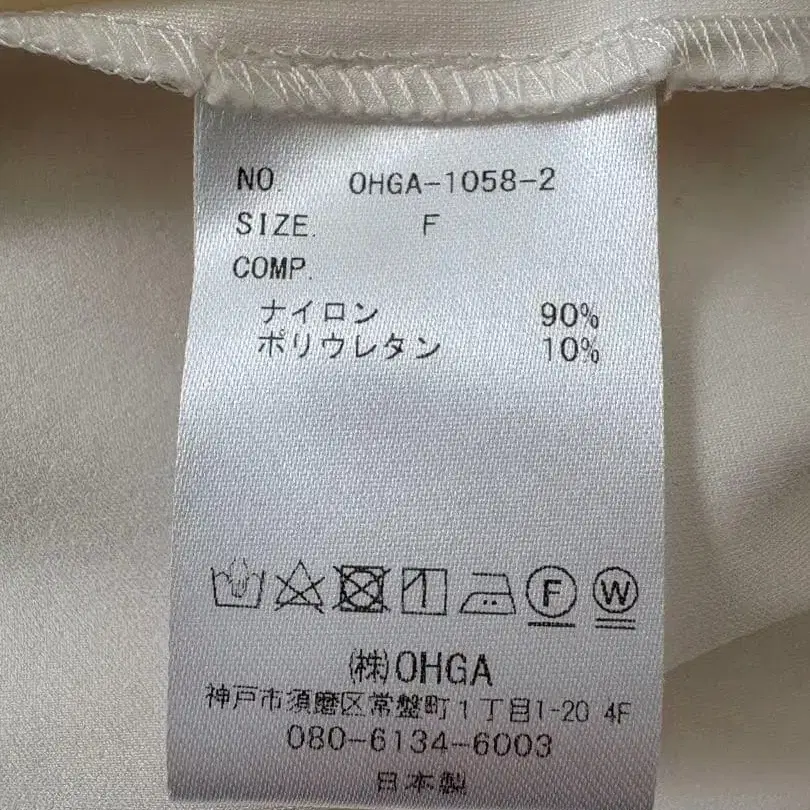 NO. OHGA-1058-2
SIZE. F
COMP.
ナイロン 90%
ポリウレタン 10%
F W
㈱OHGA
神戸市須磨区常盤町1丁目1-20 4F
080-6134-6003
日本製